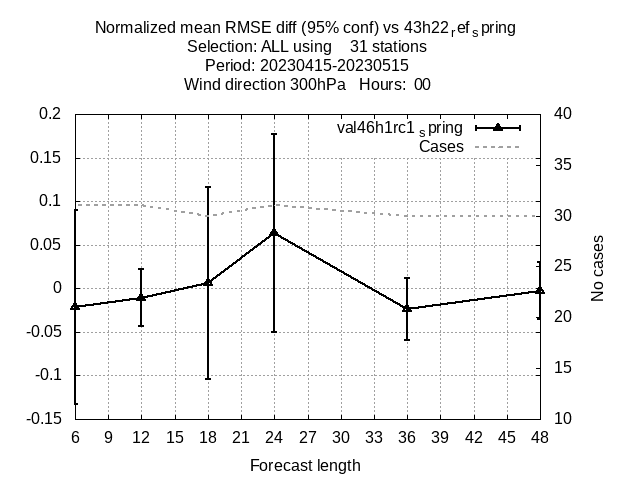 Normalized mean RMSE diff (95% conf) vs 43h22refspring
Selection: ALL using 31 stations
Period: 20230415-20230515
Wind direction 300hPa Hours: 00
0.2
0.15
0.1
0.05
0
-0.05
-0.1
-0.15
40
35
30
25
20
15
10
val46h1rc1spring
Cases
No cases
6 9 12 15 18 21 24 27 30 33 36 39 42 45 48
Forecast length